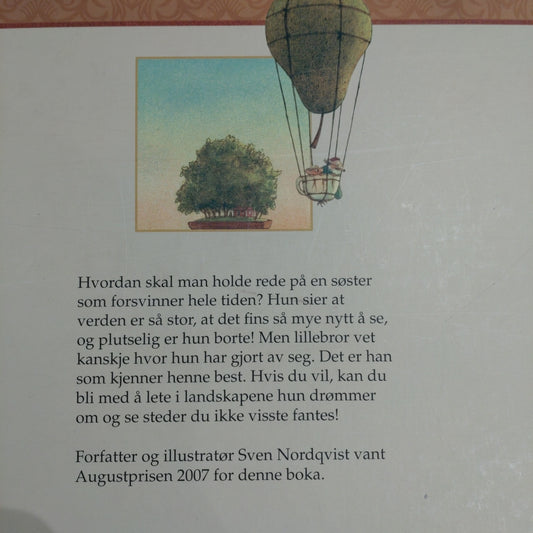 Hvordan skal man holde rede på en søster
som forsvinner hele tiden? Hun sier at
verden er så stor, at det fins så mye nytt å se,
og plutselig er hun borte! Men lillebror vet
kanskje hvor hun har gjort av seg. Det er han
som kjenner henne best. Hvis du vil, kan du
bli med å lete i landskapene hun drømmer
om og se steder du ikke visste fantes!
Forfatter og illustratør Sven Nordqvist vant
Augustprisen 2007 for denne boka.